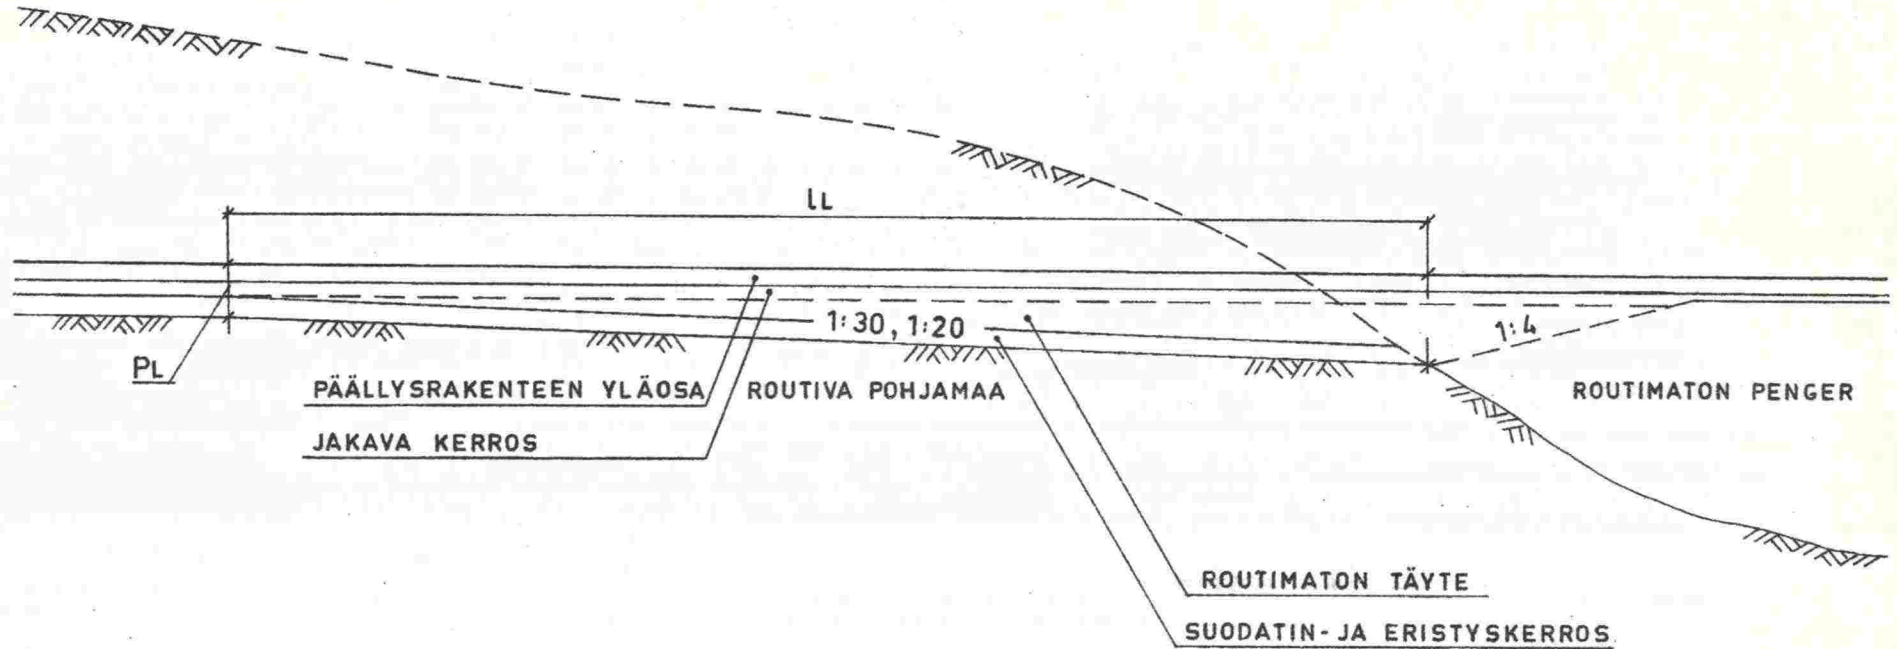 lL
1:30, 1:20
1:4
PL
PÄÄLLYSRAKENTEEN YLÄOSA
ROUTIVA POHJAMAA
ROUTIMATON PENGER
JAKAVA KERROS
ROUTIMATON TÄYTE
SUODATIN- JA ERISTYSKERROS